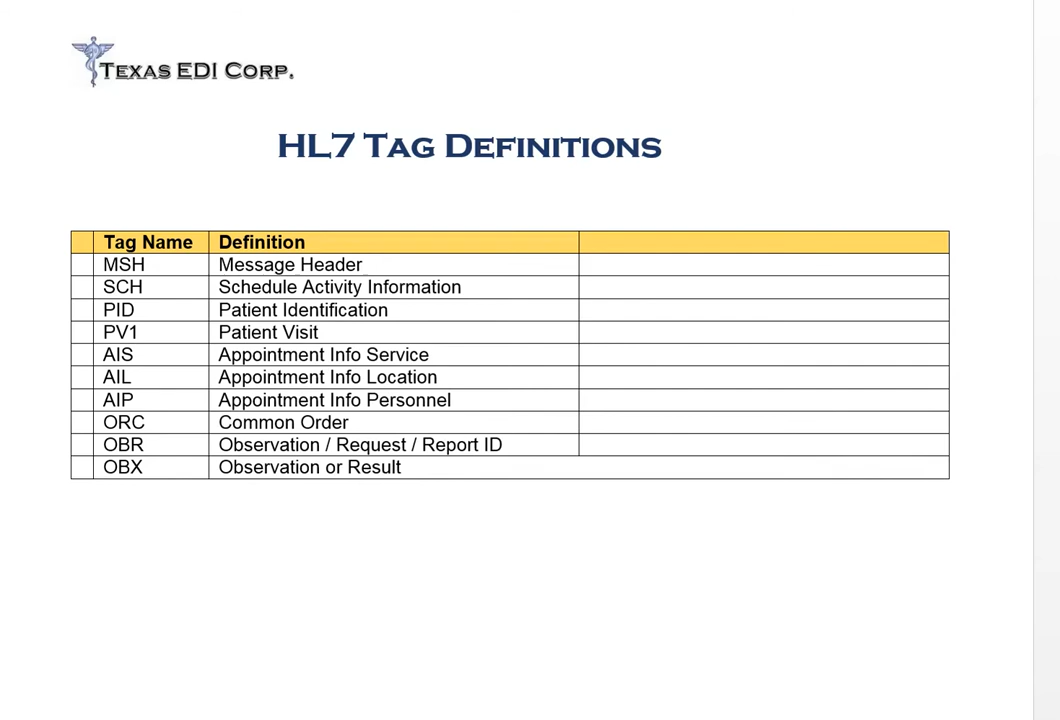 TEXAS EDI CORP.
HL7 TAG DEFINITIONS
Tag Name Definition
MSH Message Header
SCH Schedule Activity Information
PID Patient Identification
PV1 Patient Visit
AIS Appointment Info Service
AIL Appointment Info Location
AIP Appointment Info Personnel
ORC Common Order
OBR Observation / Request / Report ID
OBX Observation or Result